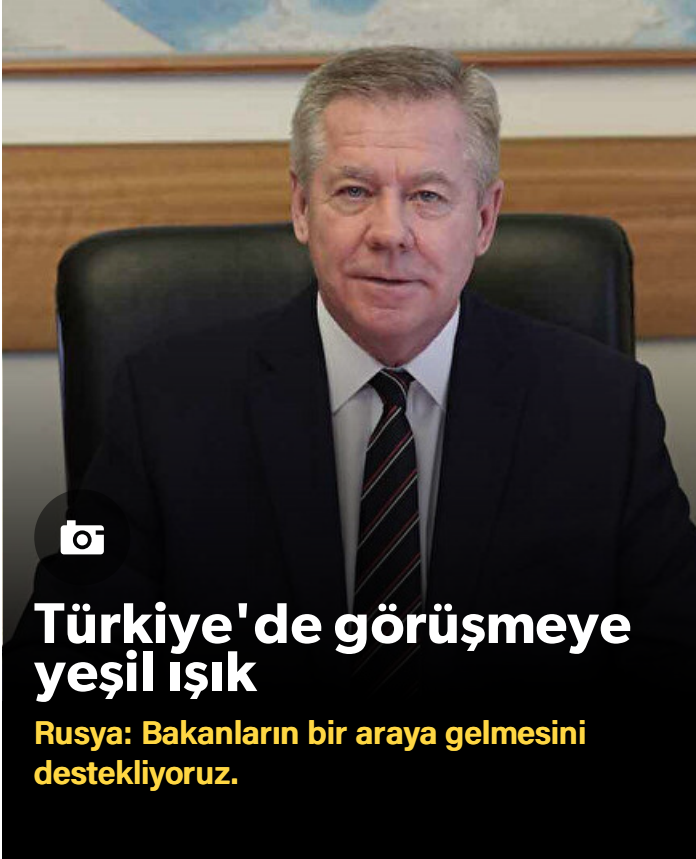 Türkiye'de görüşmeye
yeşil ışık
Rusya: Bakanların bir araya gelmesini
destekliyoruz.